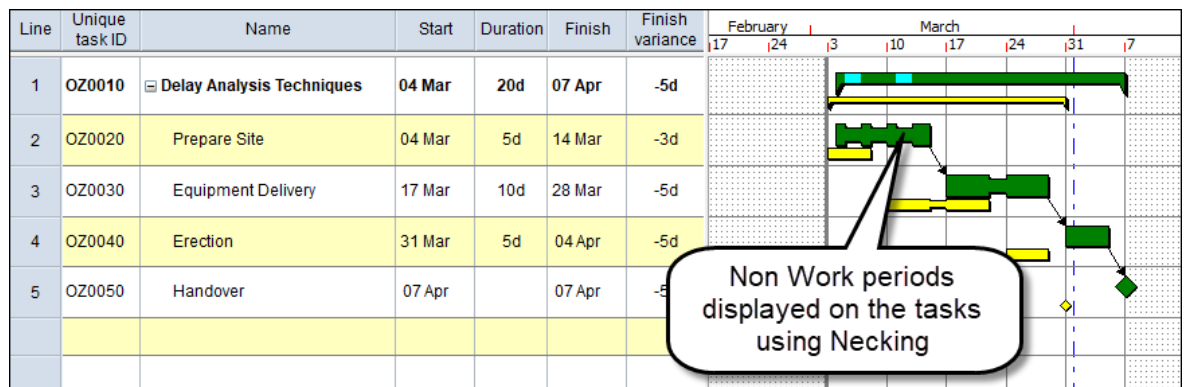 Line Unique task ID Name Start Duration Finish Finish variance February March
17 24 3 10 17 24 31 7
1 OZ0010 Delay Analysis Techniques 04 Mar 20d 07 Apr -5d
2 OZ0020 Prepare Site 04 Mar 5d 14 Mar -3d
3 OZ0030 Equipment Delivery 17 Mar 10d 28 Mar -5d
4 OZ0040 Erection 31 Mar 5d 04 Apr -5d
5 OZ0050 Handover 07 Apr 07 Apr
Non Work periods
displayed on the tasks
using Necking